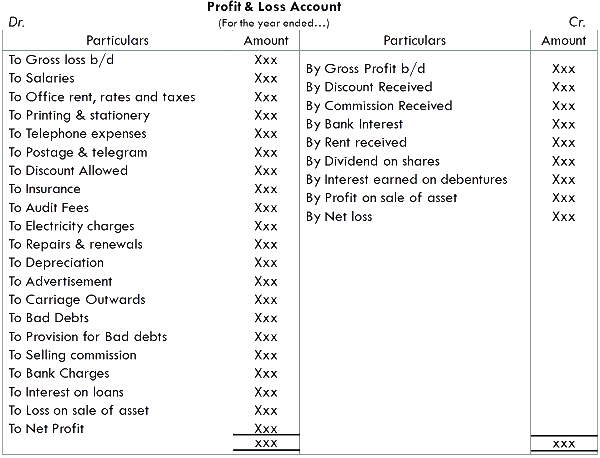 Profit & Loss Account
Dr. (For the year ended...) Cr.
Particulars Amount Particulars Amount
To Gross loss b/d Xxx
To Salaries Xxx
To Office rent, rates and taxes Xxx
To Printing & stationery Xxx
To Telephone expenses Xxx
To Postage & telegram Xxx
To Discount Allowed Xxx
To Insurance Xxx
To Audit Fees Xxx
To Electricity charges Xxx
To Repairs & renewals Xxx
To Depreciation Xxx
To Advertisement Xxx
To Carriage Outwards Xxx
To Bad Debts Xxx
To Provision for Bad debts Xxx
To Selling commission Xxx
To Bank Charges Xxx
To Interest on loans Xxx
To Loss on sale of asset Xxx
To Net Profit Xxx
xxx
By Gross Profit b/d Xxx
By Discount Received Xxx
By Commission Received Xxx
By Bank Interest Xxx
By Rent received Xxx
By Dividend on shares Xxx
By Interest earned on debentures Xxx
By Profit on sale of asset Xxx
By Net loss Xxx
xxx